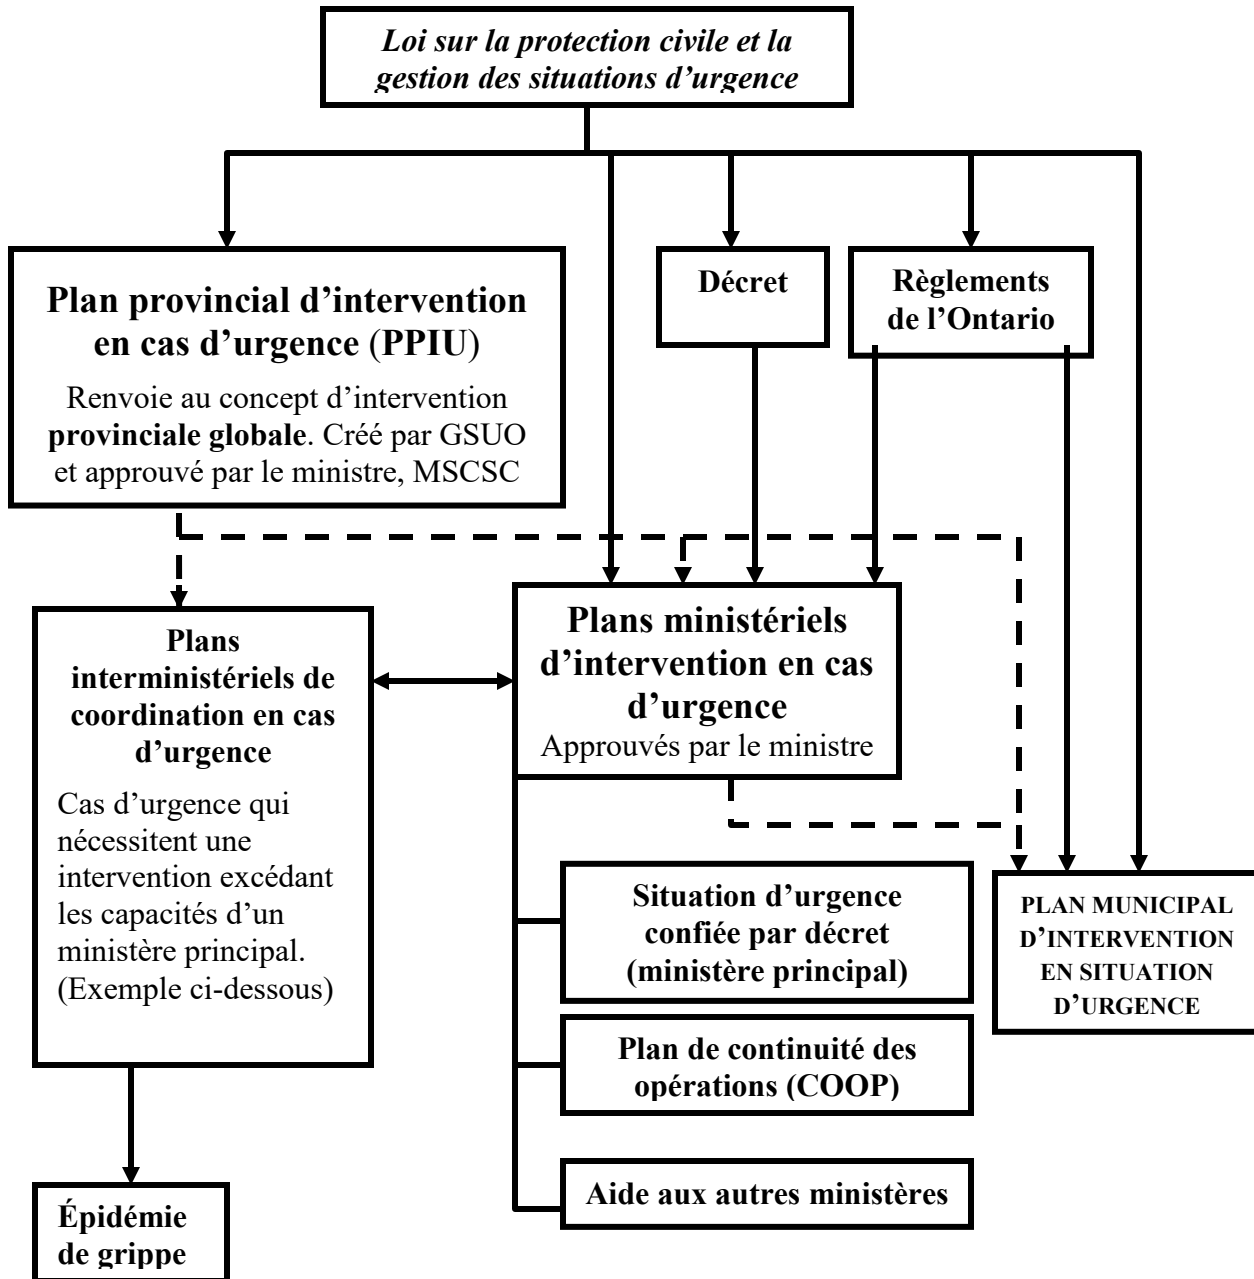 Loi sur la protection civile et la
gestion des situations d’urgence
Plan provincial d’intervention
en cas d’urgence (PPIU)
Renvoie au concept d’intervention
provinciale globale. Créé par GSUO
et approuvé par le ministre, MSCSC
Décret
Règlements
de l’Ontario
Plans
interministériels de
coordination en cas
d’urgence
Cas d’urgence qui
nécessitent une
intervention excédant
les capacités d’un
ministère principal.
(Exemple ci-dessous)
Plans ministériels
d’intervention en cas
d’urgence
Approuvés par le ministre
Situation d’urgence
confiée par décret
(ministère principal)
Plan de continuité des
opérations (COOP)
Aide aux autres ministères
PLAN MUNICIPAL
D’INTERVENTION
EN SITUATION
D’URGENCE
Épidémie
de grippe